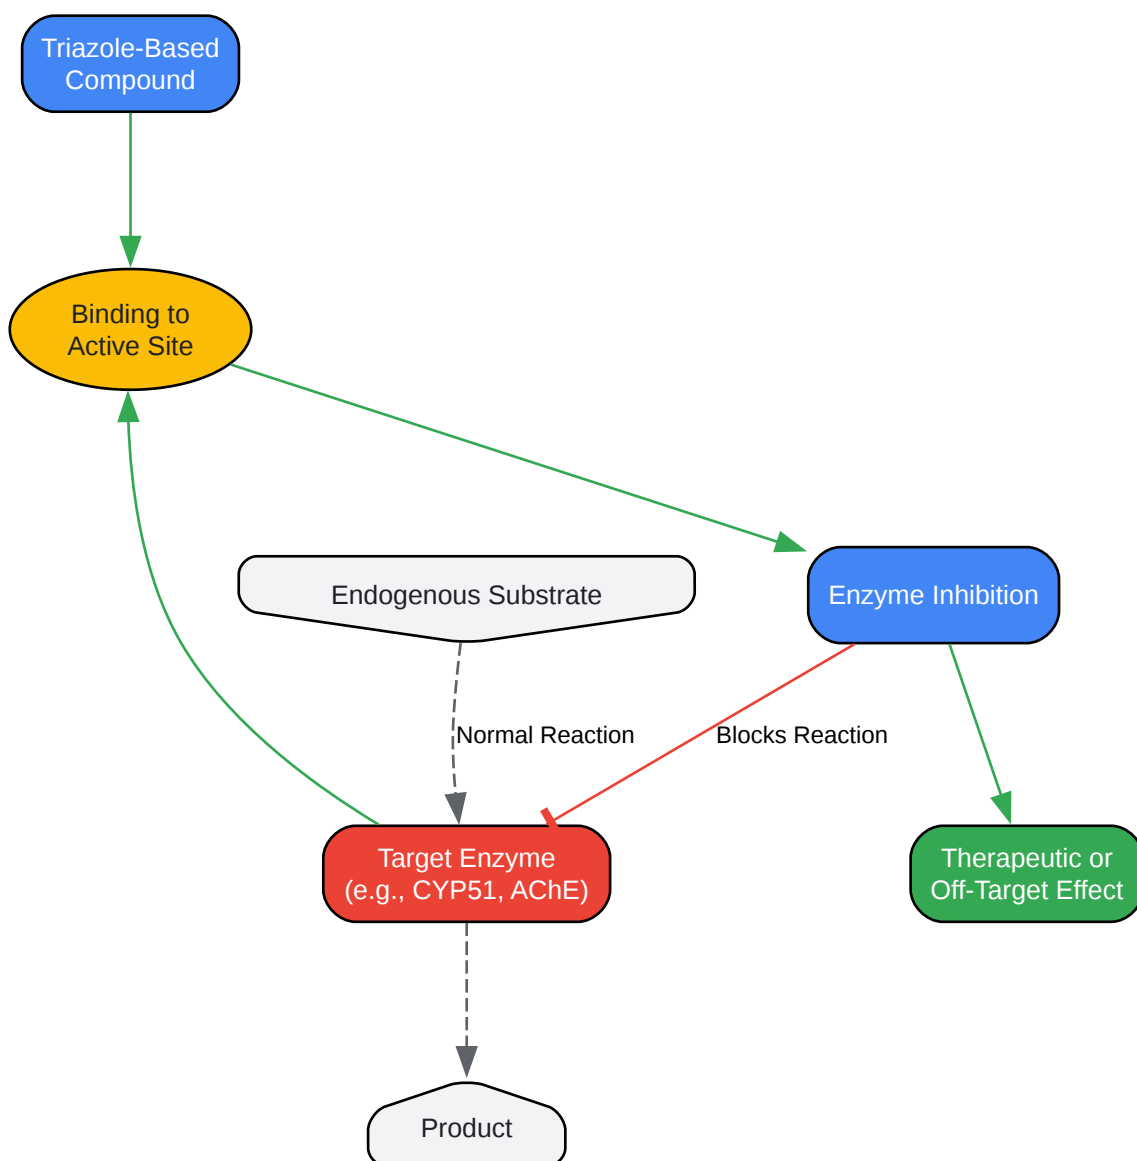 Triazole-Based
Compound
Binding to
Active Site
Endogenous Substrate
Enzyme Inhibition
Normal Reaction
Blocks Reaction
Target Enzyme
(e.g., CYP51, AChE)
Therapeutic or
Off-Target Effect
Product